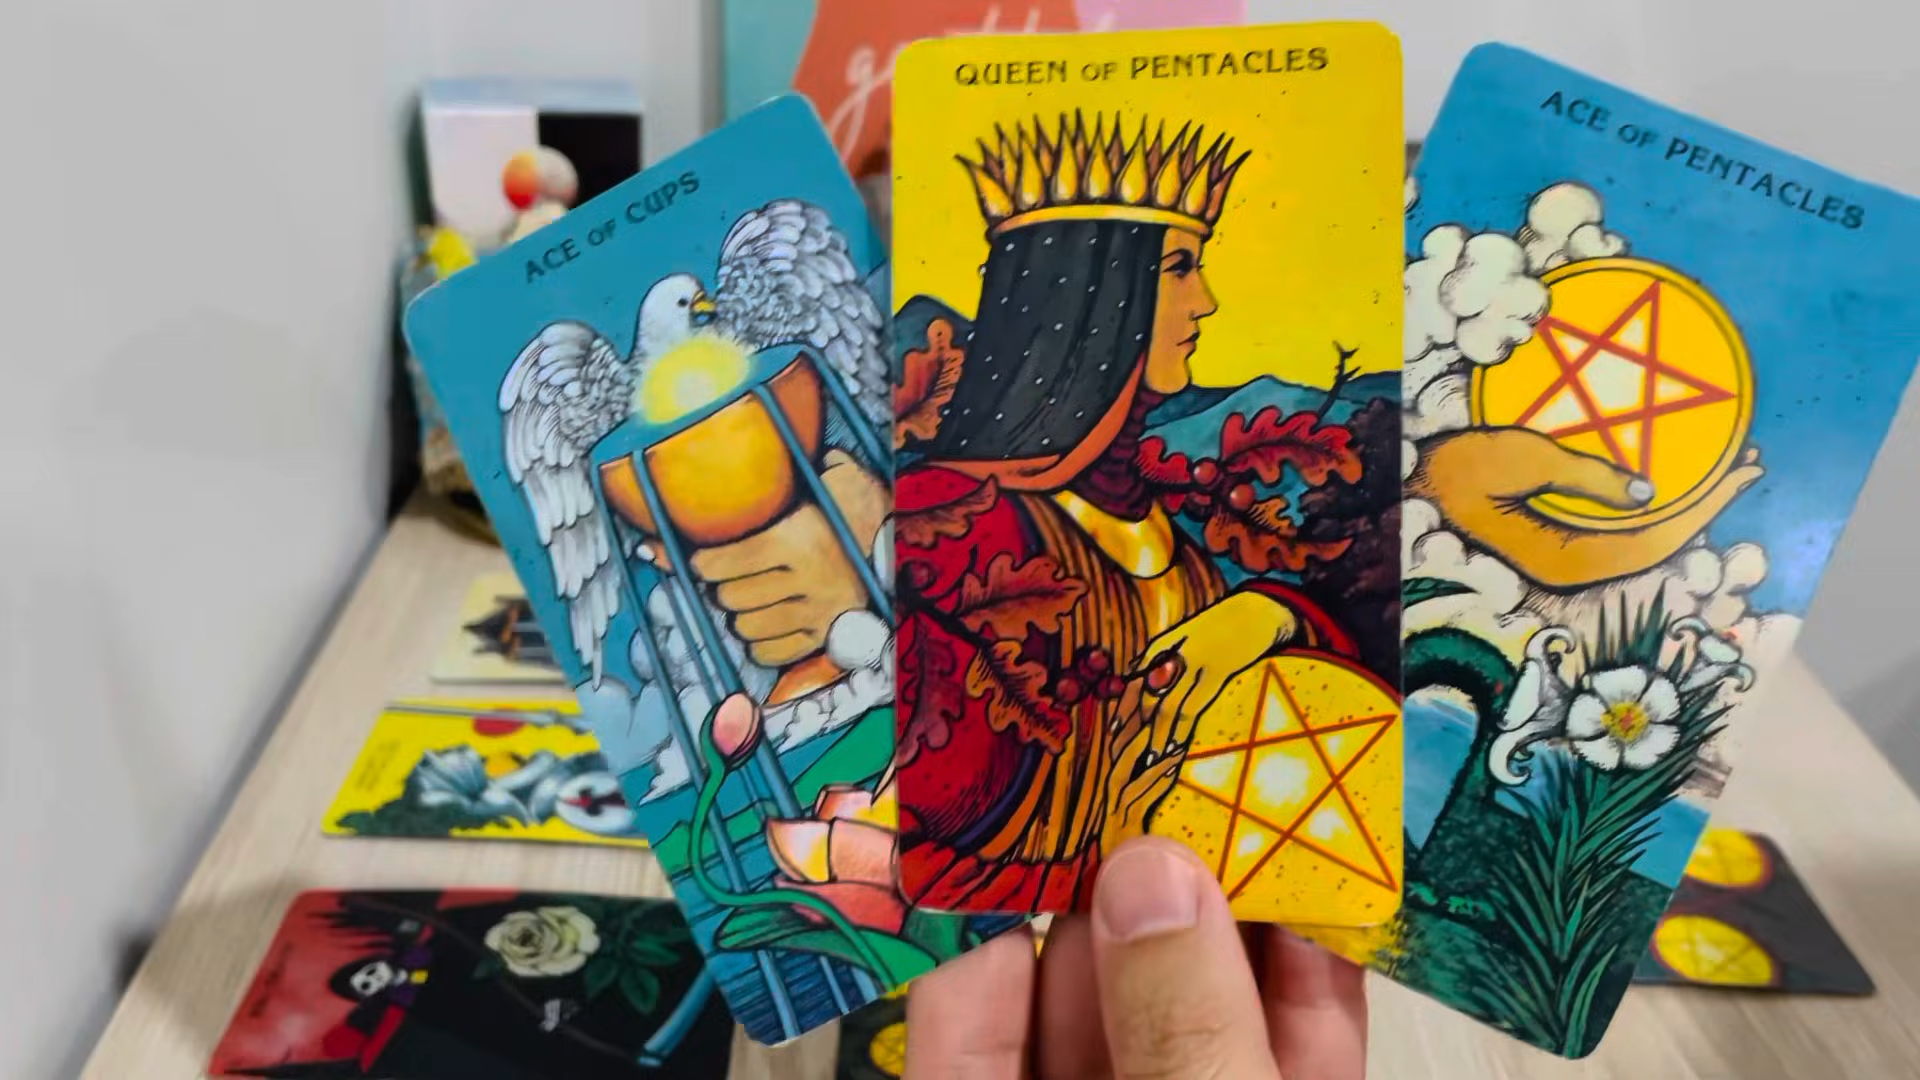 QUEEN OF PENTACLES
ACE OF PENTACLES
ACE OF CUPS